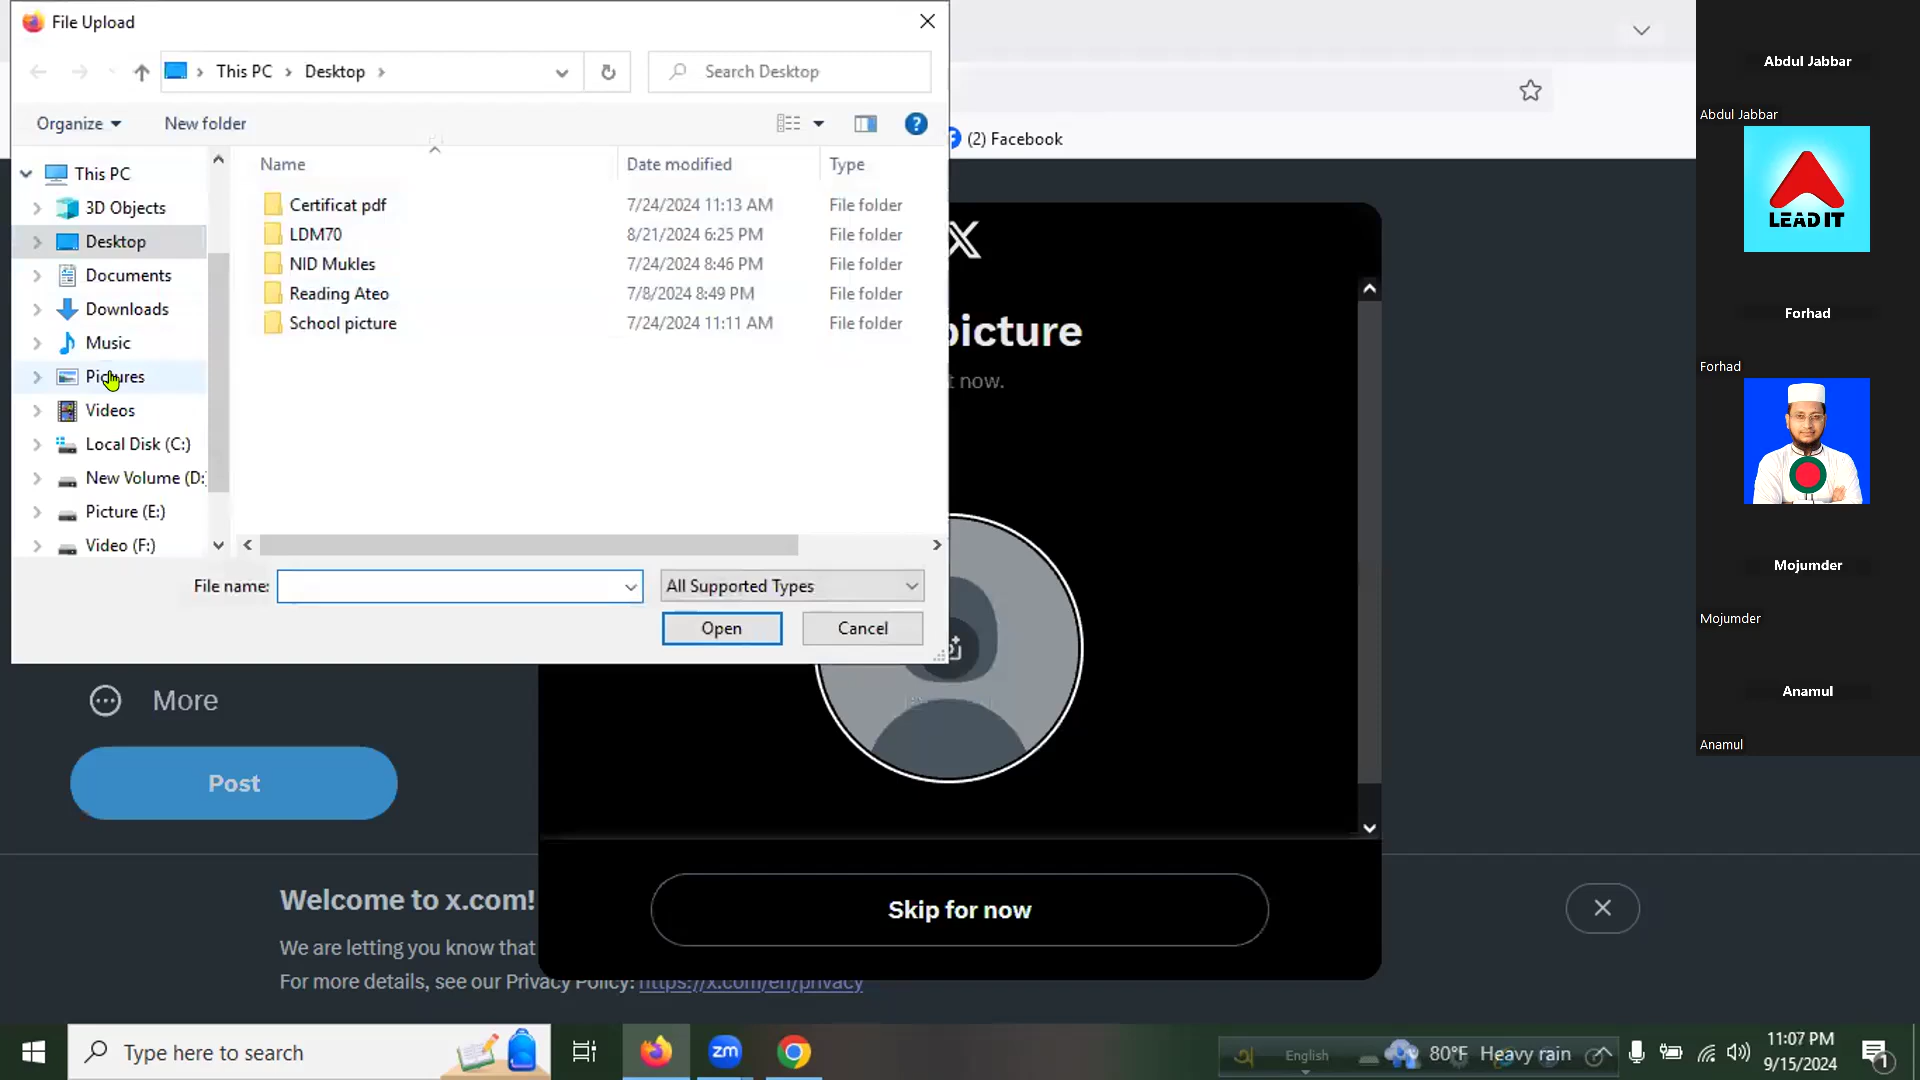 File Upload
This PC > Desktop >
Search Desktop
Organize
New folder
(2) Facebook
Name
Date modified
Type
This PC
3D Objects
Desktop
Documents
Downloads
Music
Pictures
Videos
Local Disk (C:)
New Volume (D:
Picture (E:)
Video (F:)
Certificat pdf 7/24/2024 11:13 AM File folder
LDM70 8/21/2024 6:25 PM File folder
NID Mukles 7/24/2024 8:46 PM File folder
Reading Ateo 7/8/2024 8:49 PM File folder
School picture 7/24/2024 11:11 AM File folder
File name:
All Supported Types
Open
Cancel
picture
t now.
More
Post
Skip for now
Welcome to x.com!
We are letting you know that
For more details, see our Privacy Policy: https://x.com/en/privacy
Abdul Jabbar
Abdul Jabbar
LEAD IT
Forhad
Forhad
Mojumder
Mojumder
Anamul
Anamul
Type here to search
zm
English
80°F Heavy rain
11:07 PM
9/15/2024
1